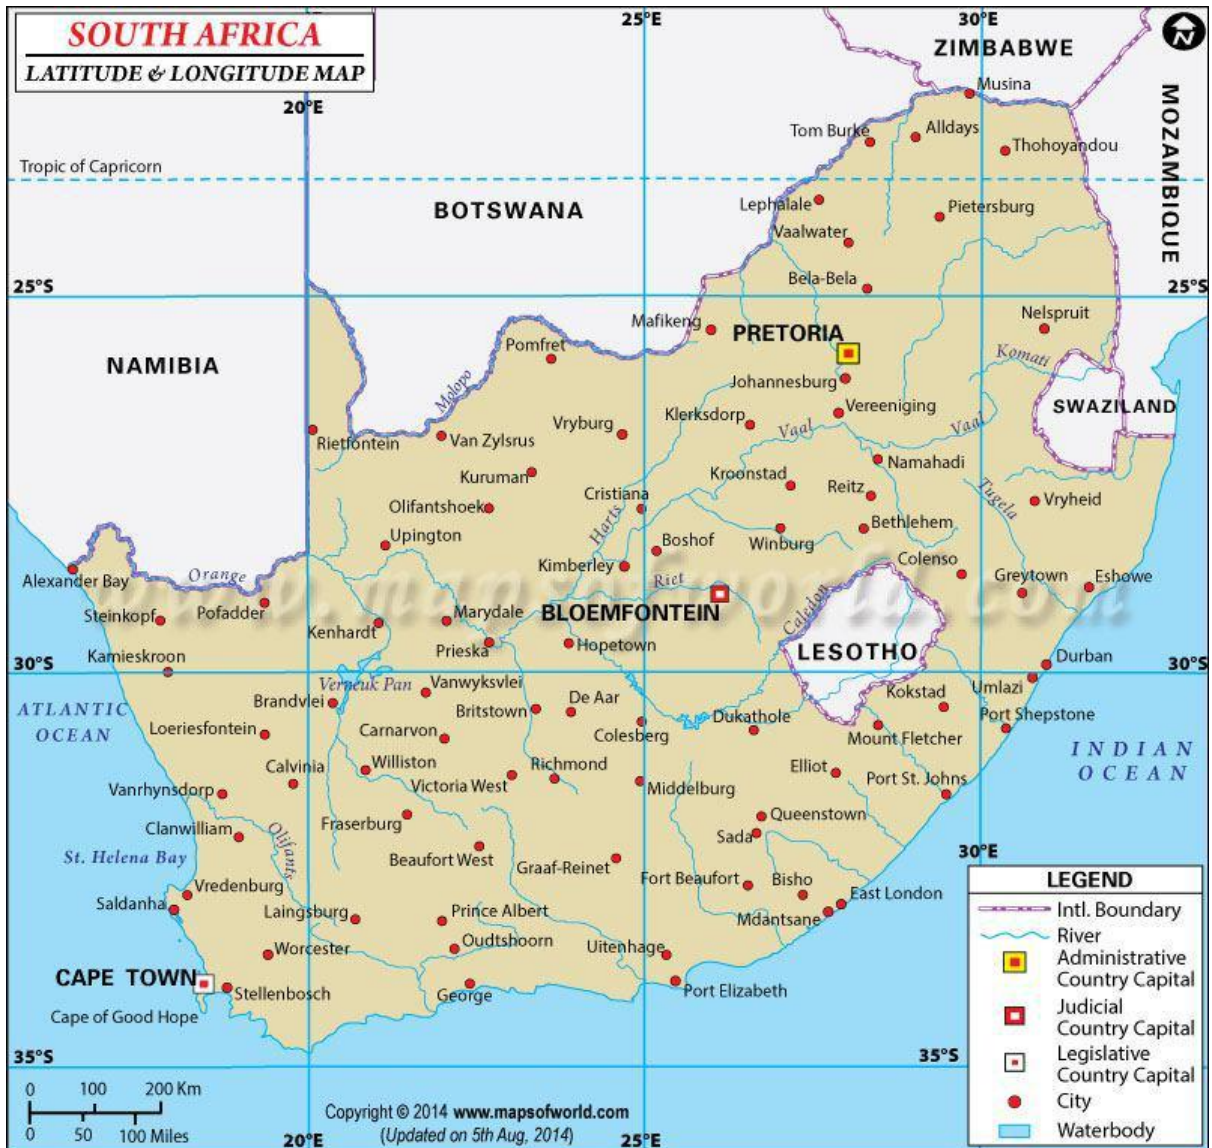 SOUTH AFRICA
LATITUDE & LONGITUDE MAP
25°E
30°E
N
ZIMBABWE
20°E
Musina
MOZAMBIQUE
Tom Burke
Alldays
Thohoyandou
Tropic of Capricorn
BOTSWANA
Lephalale
Pietersburg
Vaalwater
Bela-Bela
25°S
25°S
Mafikeng
PRETORIA
Nelspruit
NAMIBIA
Pomfret
Komati
Molopo
Johannesburg
SWAZILAND
Klerksdorp
Vereeniging
Vaal
Vaal
Rietfontein
Van Zylsrus
Vryburg
Namahadi
Kuruman
Kroonstad
Reitz
Tugela
Olifantshoek
Cristiana
Vryheid
Harts
Upington
Boshof
Winburg
Bethlehem
Kimberley
Colenso
Alexander Bay
Orange
Riet
Greytown
Eshowe
www.mapsofworld.com
Steinkopf
Pofadder
Kenhardt
Marydale
BLOEMFONTEIN
Caledon
Prieska
Hopetown
LESOTHO
Kamieskroon
Durban
30°S
30°S
Verneuk Pan
Vanwyksvlei
Kokstad
Umlazi
Brandvlei
Britstown
De Aar
ATLANTIC
OCEAN
Dukathole
Port Shepstone
Loeriesfontein
Carnarvon
Colesberg
Mount Fletcher
INDIAN
OCEAN
Calvinia
Williston
Richmond
Elliot
Port St. Johns
Vanrhynsdorp
Victoria West
Middelburg
Clanwilliam
Fraserburg
Queenstown
Sada
Olifants
St. Helena Bay
Beaufort West
Graaf-Reinet
30°E
Vredenburg
Fort Beaufort
Bisho
East London
Saldanha
Laingsburg
Prince Albert
Mdantsane
Worcester
Oudtshoorn
Uitenhage
CAPE TOWN
Stellenbosch
George
Port Elizabeth
Cape of Good Hope
35°S
35°S
LEGEND
Intl. Boundary
River
Administrative
Country Capital
Judicial
Country Capital
Legislative
Country Capital
City
Waterbody
0 100 200 Km
0 50 100 Miles
20°E
25°E
Copyright © 2014 www.mapsofworld.com
(Updated on 5th Aug, 2014)